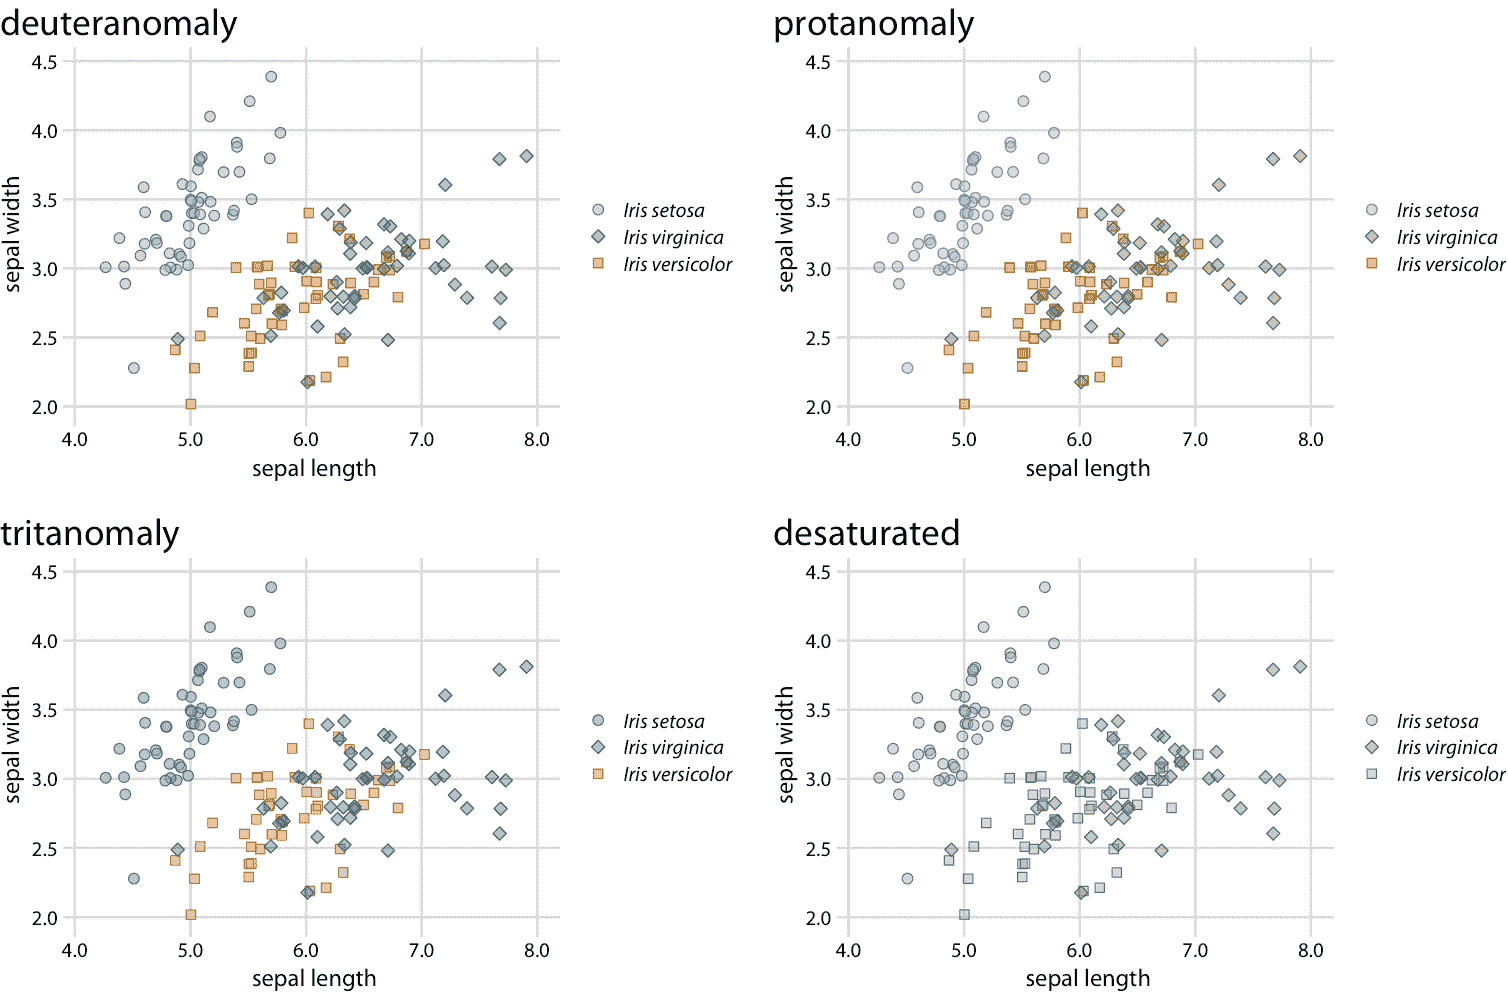 deuteranomaly
4.5
4.0
3.5
3.0
2.5
2.0
sepal width
4.0 5.0 6.0 7.0 8.0
sepal length
Iris setosa
Iris virginica
Iris versicolor
protanomaly
4.5
4.0
3.5
3.0
2.5
2.0
sepal width
4.0 5.0 6.0 7.0 8.0
sepal length
Iris setosa
Iris virginica
Iris versicolor
tritanomaly
4.5
4.0
3.5
3.0
2.5
2.0
sepal width
4.0 5.0 6.0 7.0 8.0
sepal length
Iris setosa
Iris virginica
Iris versicolor
desaturated
4.5
4.0
3.5
3.0
2.5
2.0
sepal width
4.0 5.0 6.0 7.0 8.0
sepal length
Iris setosa
Iris virginica
Iris versicolor